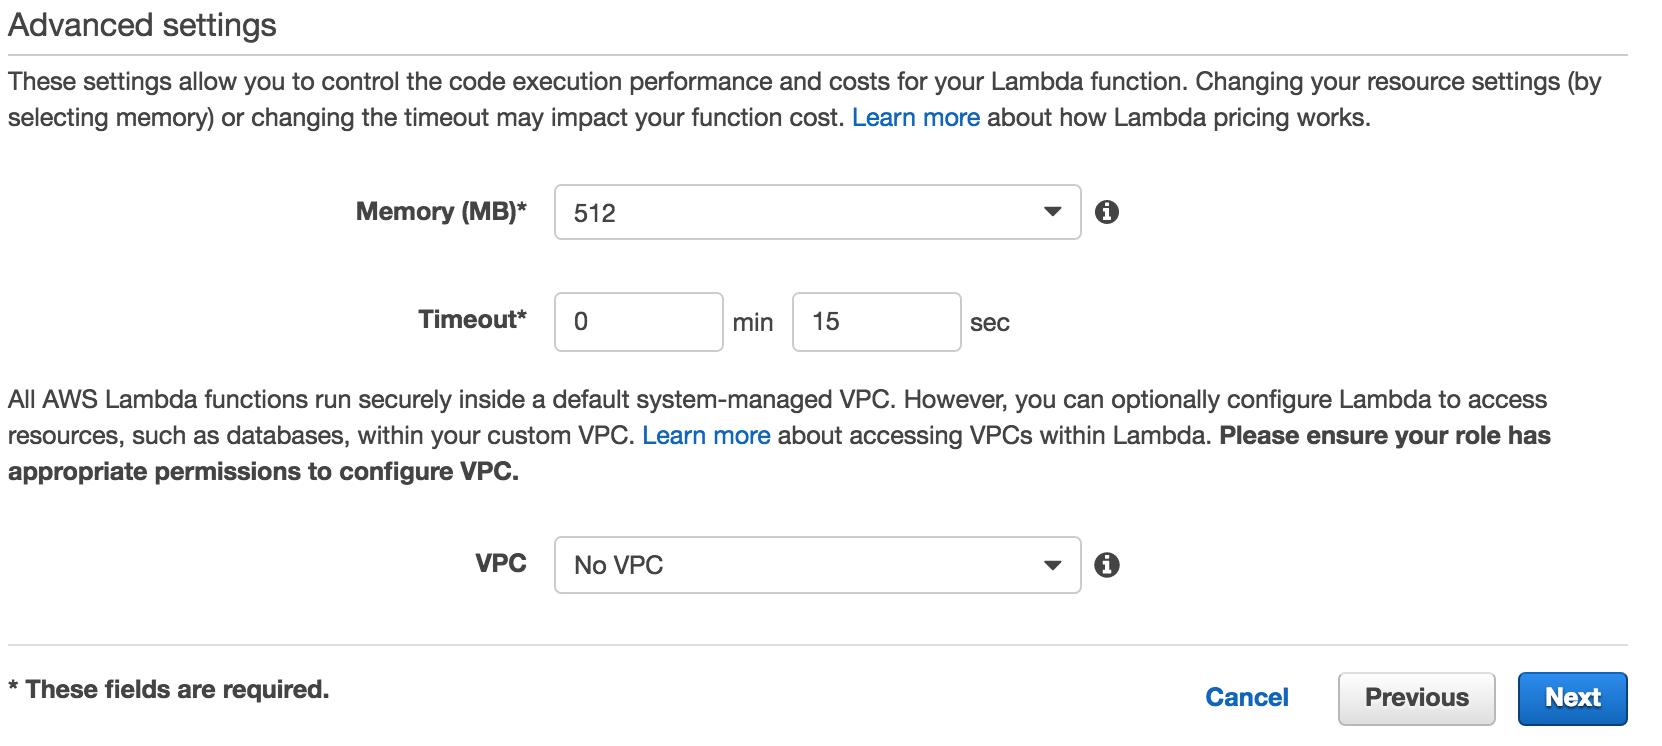 Advanced settings
These settings allow you to control the code execution performance and costs for your Lambda function. Changing your resource settings (by
selecting memory) or changing the timeout may impact your function cost. Learn more about how Lambda pricing works.
Memory (MB)* 512
Timeout* 0 min 15 sec
All AWS Lambda functions run securely inside a default system-managed VPC. However, you can optionally configure Lambda to access
resources, such as databases, within your custom VPC. Learn more about accessing VPCs within Lambda. Please ensure your role has
appropriate permissions to configure VPC.
VPC No VPC
* These fields are required. Cancel Previous Next